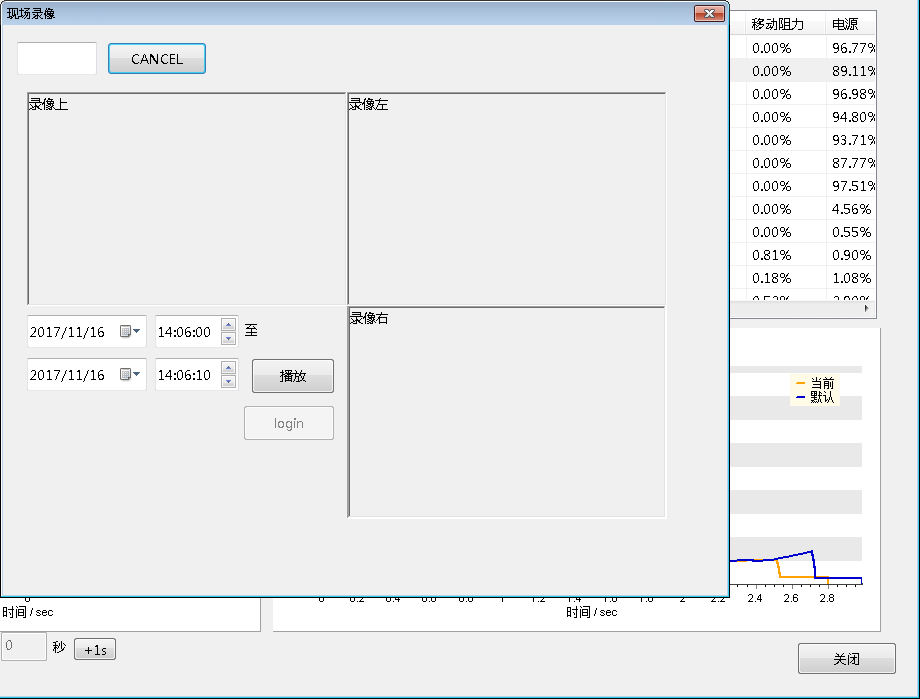 现场录像
CANCEL
录像上
录像左
2017/11/16 14:06:00 至
2017/11/16 14:06:10 播放
login
录像右
移动阻力 电源
0.00% 96.77%
0.00% 89.11%
0.00% 96.98%
0.00% 94.80%
0.00% 93.71%
0.00% 87.77%
0.00% 97.51%
0.00% 4.56%
0.00% 0.55%
0.81% 0.90%
0.18% 1.08%
当前
默认
0 0 0.2 0.4 0.6 0.8 1 1.2 1.4 1.6 1.8 2 2.2 2.4 2.6 2.8
时间 / sec 时间 / sec
0 秒 +1s
关闭